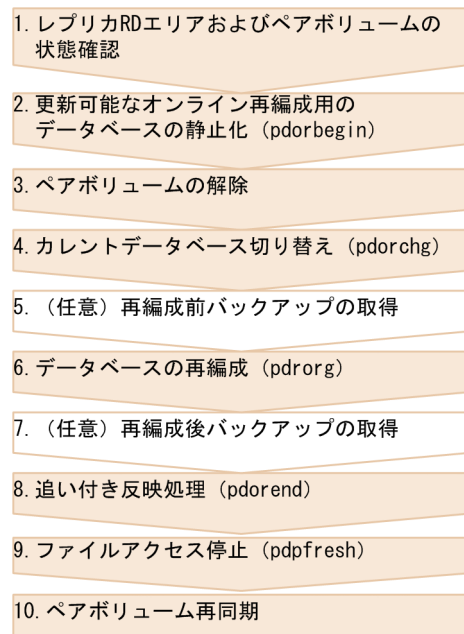 1. レプリカRDエリアおよびペアボリュームの
状態確認
2. 更新可能なオンライン再編成用の
データベースの静止化（pdorbegin）
3. ペアボリュームの解除
4. カレントデータベース切り替え（pdorchg）
5. （任意）再編成前バックアップの取得
6. データベースの再編成（pdrorg）
7. （任意）再編成後バックアップの取得
8. 追い付き反映処理（pdorend）
9. ファイルアクセス停止（pdpfresh）
10. ペアボリューム再同期